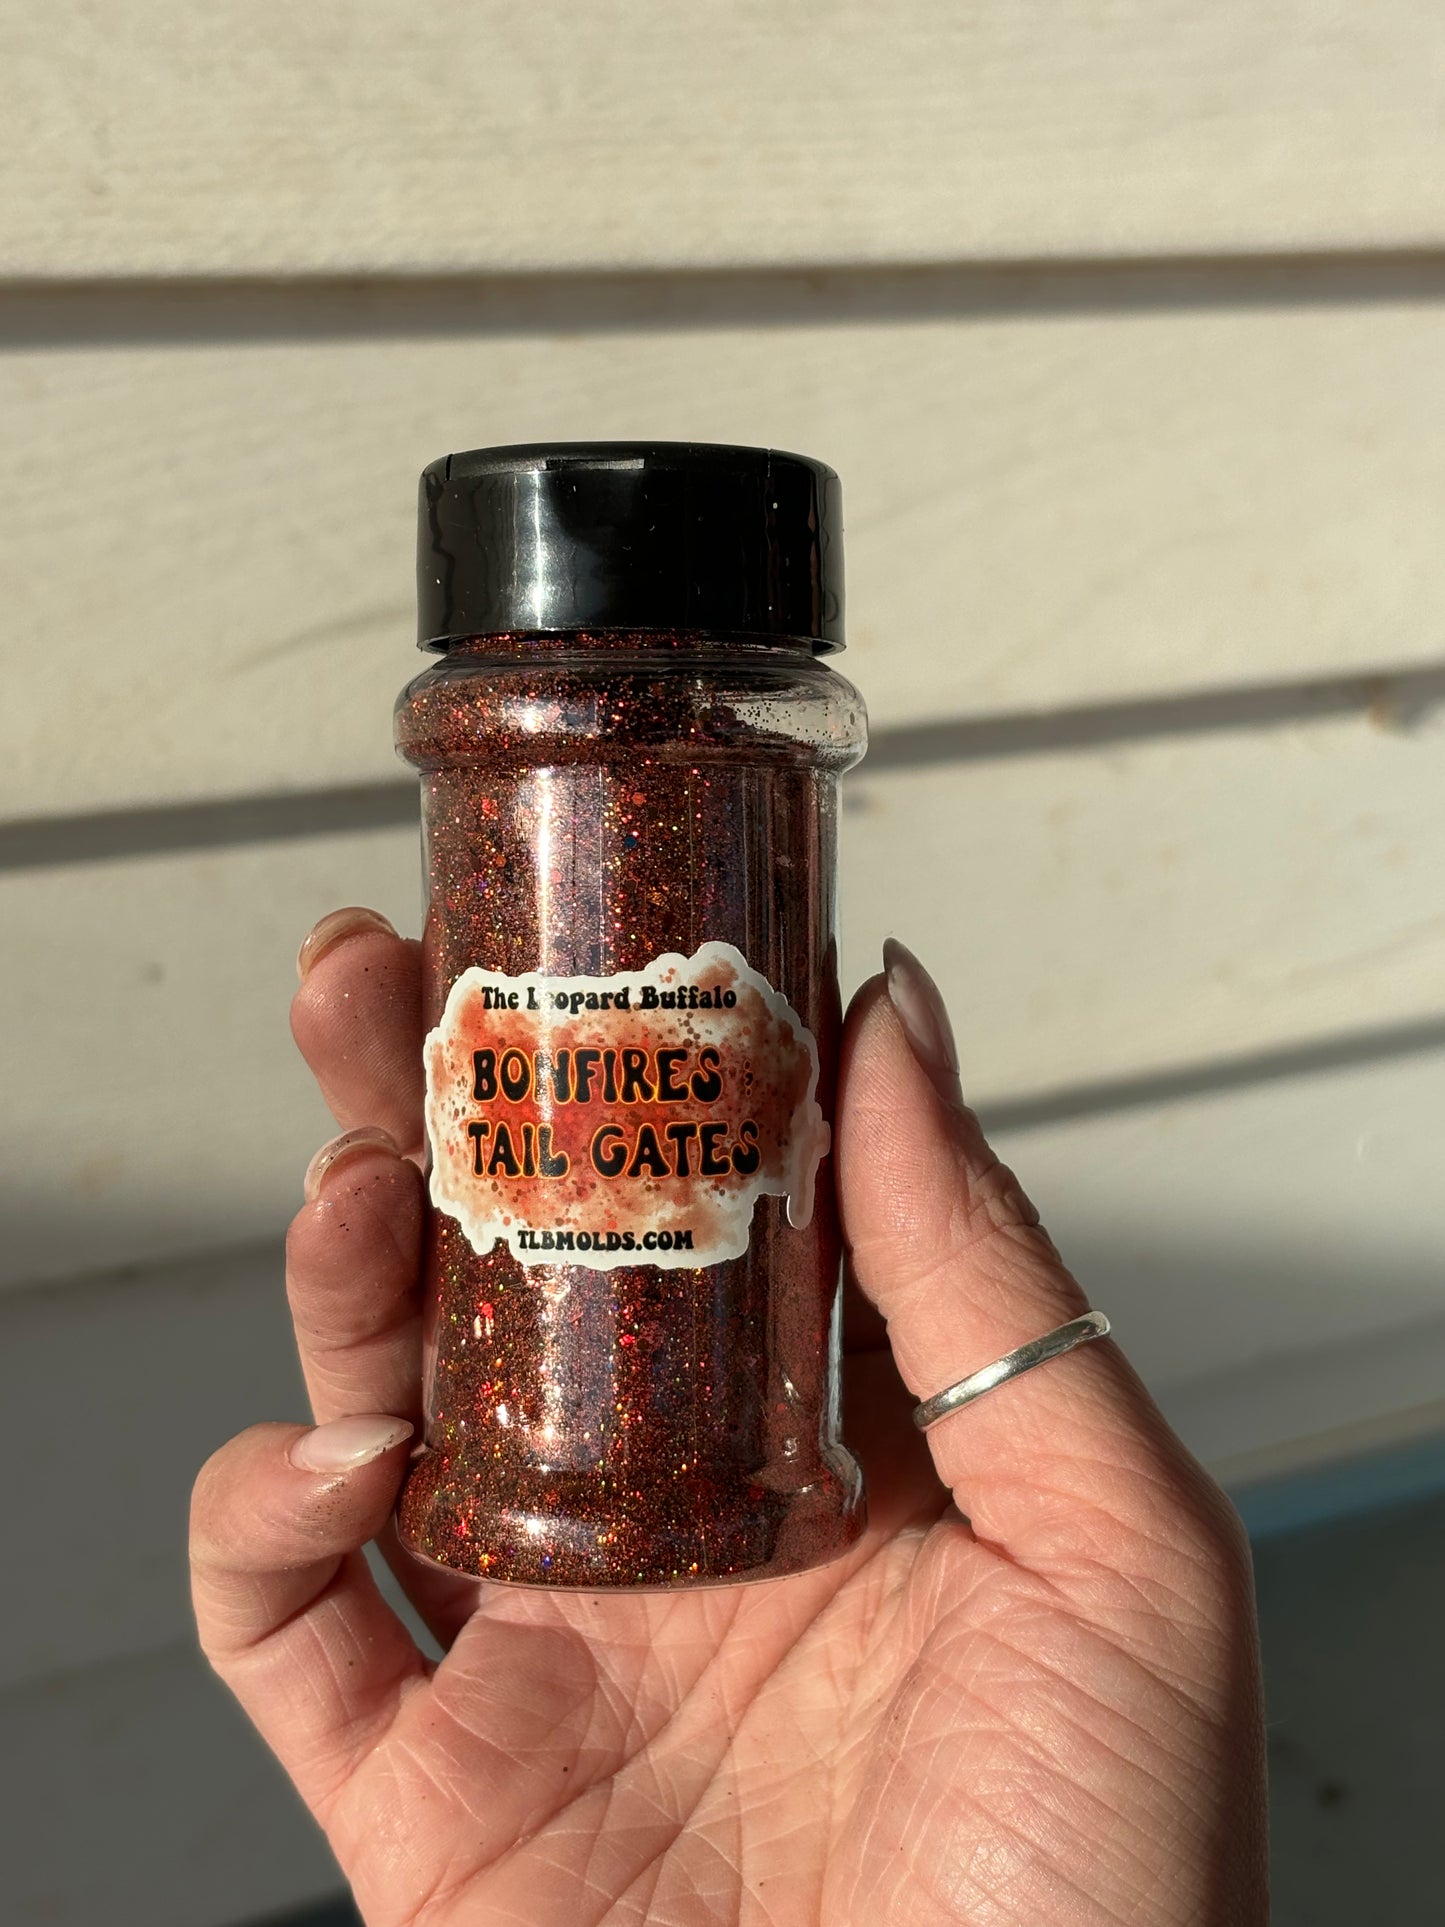 The Leopard Buffalo
BONFIRES ;
TAIL GATES
TLBMOLDS.COM